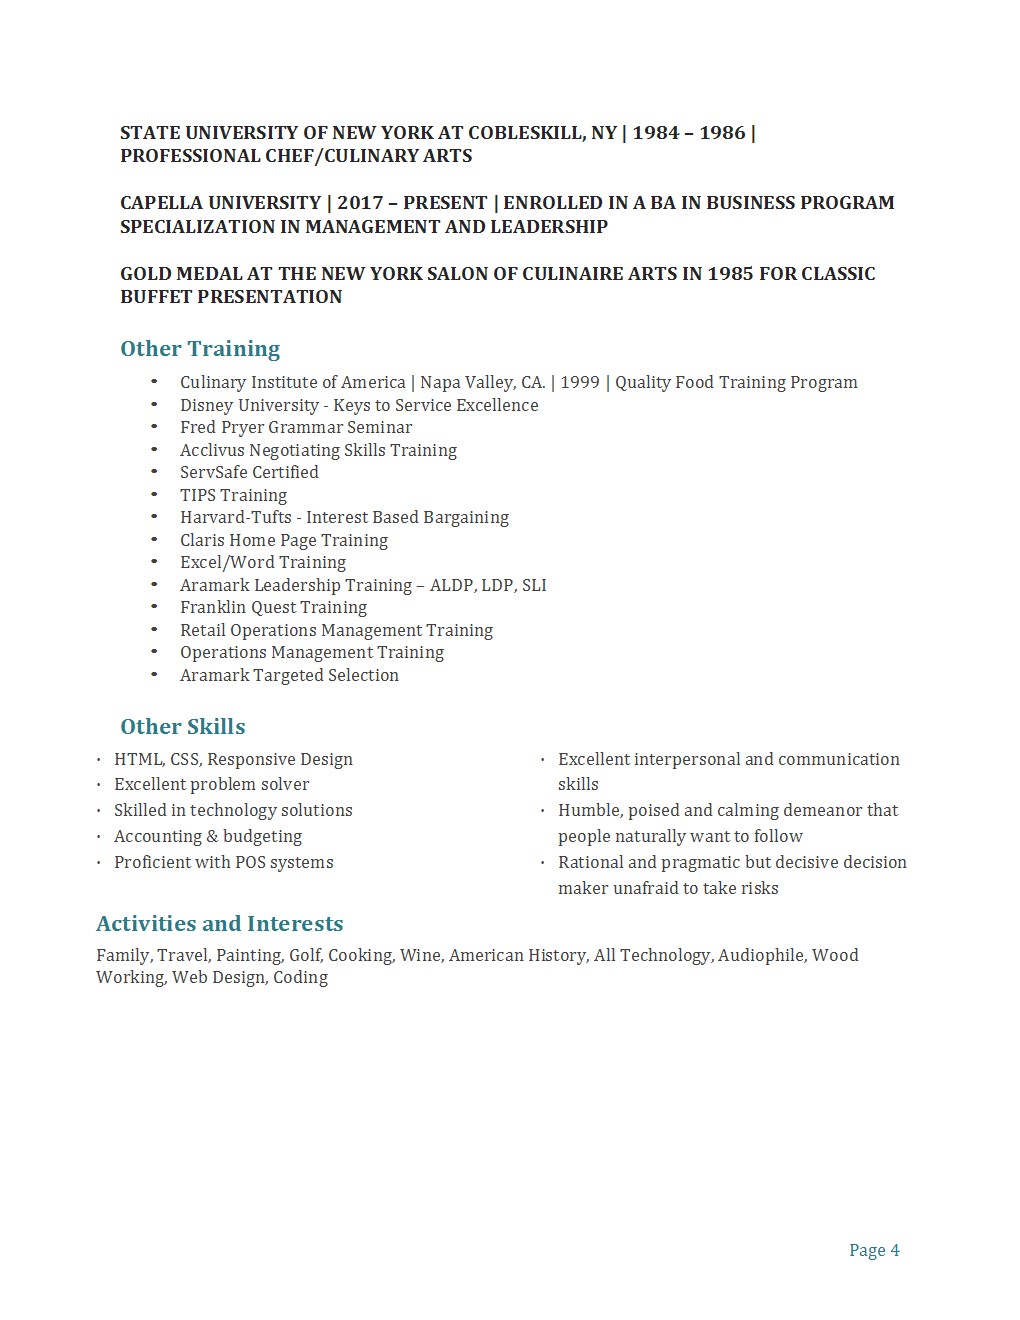 STATE UNIVERSITY OF NEW YORK AT COBLESKILL, NY | 1984 – 1986 |
PROFESSIONAL CHEF/CULINARY ARTS
CAPELLA UNIVERSITY | 2017 – PRESENT | ENROLLED IN A BA IN BUSINESS PROGRAM
SPECIALIZATION IN MANAGEMENT AND LEADERSHIP
GOLD MEDAL AT THE NEW YORK SALON OF CULINAIRE ARTS IN 1985 FOR CLASSIC
BUFFET PRESENTATION
Other Training
• Culinary Institute of America | Napa Valley, CA. | 1999 | Quality Food Training Program
• Disney University - Keys to Service Excellence
• Fred Pryer Grammar Seminar
• Acclivus Negotiating Skills Training
• ServSafe Certified
• TIPS Training
• Harvard-Tufts - Interest Based Bargaining
• Claris Home Page Training
• Excel/Word Training
• Aramark Leadership Training – ALDP, LDP, SLI
• Franklin Quest Training
• Retail Operations Management Training
• Operations Management Training
• Aramark Targeted Selection
Other Skills
· HTML, CSS, Responsive Design
· Excellent problem solver
· Skilled in technology solutions
· Accounting & budgeting
· Proficient with POS systems
· Excellent interpersonal and communication
skills
· Humble, poised and calming demeanor that
people naturally want to follow
· Rational and pragmatic but decisive decision
maker unafraid to take risks
Activities and Interests
Family, Travel, Painting, Golf, Cooking, Wine, American History, All Technology, Audiophile, Wood
Working, Web Design, Coding
Page 4